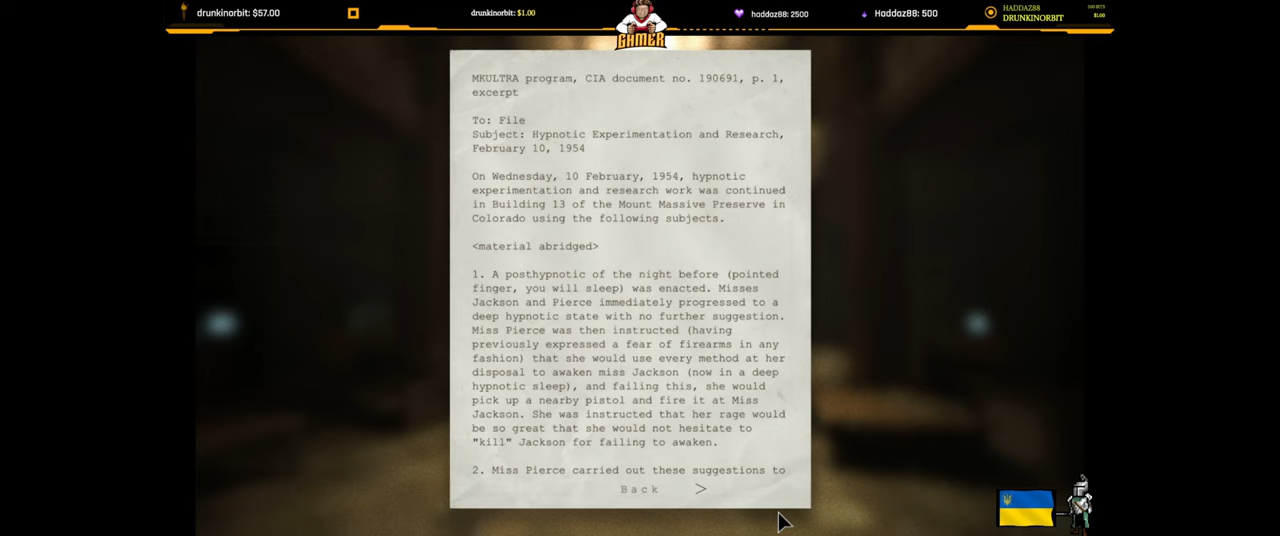 drunkinorbit: $57.00
drunkinorbit: $1.00
haddaz88: 2500
Haddaz88: 500
HADDAZ88
500 BITS
DRUNKINORBIT
$1.00
GAMER
MKULTRA program, CIA document no. 190691, p. 1,
excerpt
To: File
Subject: Hypnotic Experimentation and Research,
February 10, 1954
On Wednesday, 10 February, 1954, hypnotic
experimentation and research work was continued
in Building 13 of the Mount Massive Preserve in
Colorado using the following subjects.
<material abridged>
1. A posthypnotic of the night before (pointed
finger, you will sleep) was enacted. Misses
Jackson and Pierce immediately progressed to a
deep hypnotic state with no further suggestion.
Miss Pierce was then instructed (having
previously expressed a fear of firearms in any
fashion) that she would use every method at her
disposal to awaken miss Jackson (now in a deep
hypnotic sleep), and failing this, she would
pick up a nearby pistol and fire it at Miss
Jackson. She was instructed that her rage would
be so great that she would not hesitate to
"kill" Jackson for failing to awaken.
2. Miss Pierce carried out these suggestions to
Back >